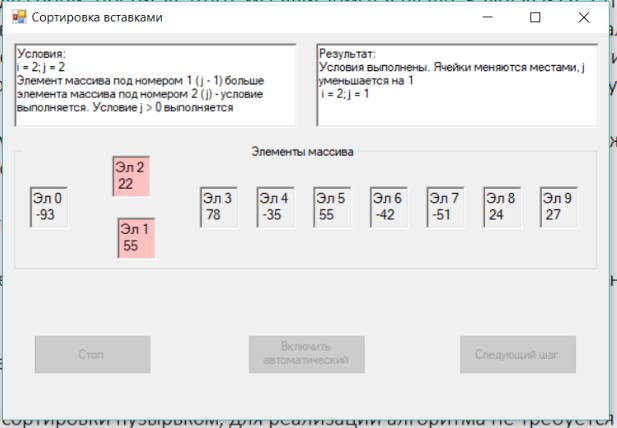 Сортировка вставками
Условия:
i = 2; j = 2
Элемент массива под номером 1 ( j - 1) больше
элемента массива под номером 2 ( j) - условие
выполняется. Условие j > 0 выполняется
Результат:
Условия выполнены. Ячейки меняются местами, j
уменьшается на 1
i = 2; j = 1
Элементы массива
Эл 0
-93
Эл 2
22
Эл 1
55
Эл 3
78
Эл 4
-35
Эл 5
55
Эл 6
-42
Эл 7
-51
Эл 8
24
Эл 9
27
Стоп
Включить
автоматический
Следующий шаг
сортировки пузырьком, для реализации алгоритма не требуется